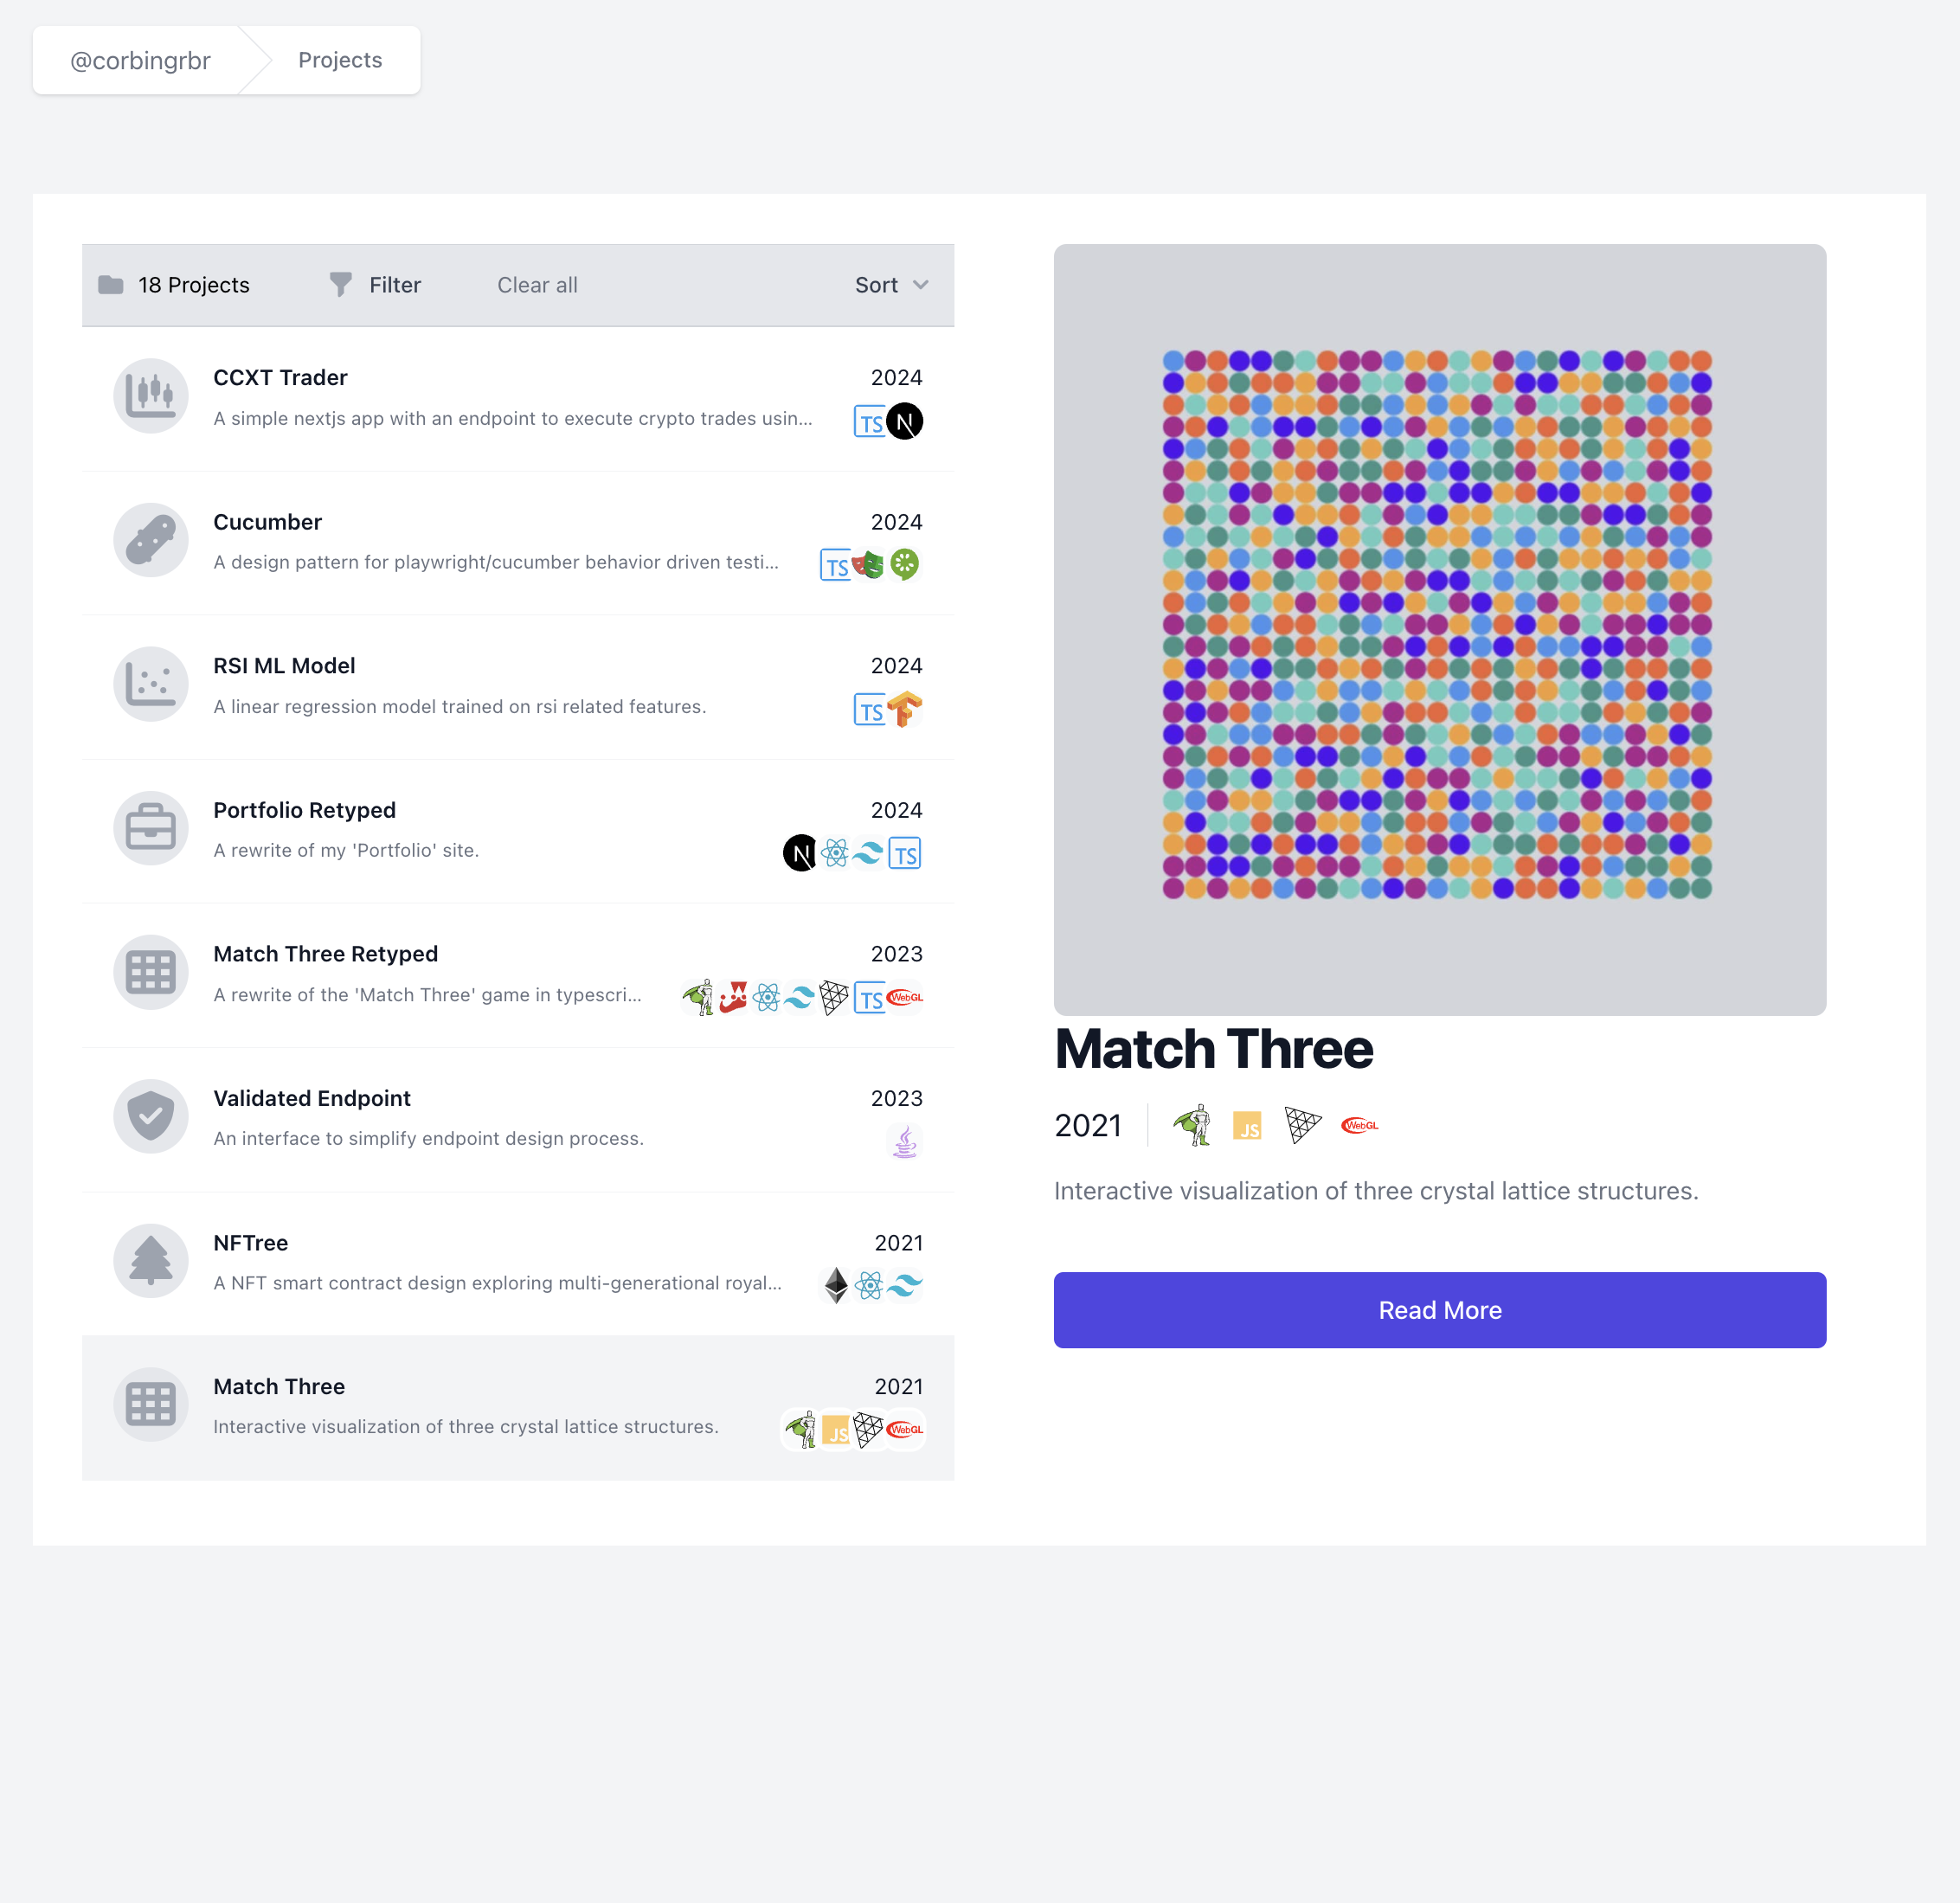 @corbingrbr
Projects
18 Projects
Filter
Clear all
Sort
CCXT Trader
2024
A simple nextjs app with an endpoint to execute crypto trades usin...
TS
N
Cucumber
2024
A design pattern for playwright/cucumber behavior driven testi...
TS
RSI ML Model
2024
A linear regression model trained on rsi related features.
TS
Portfolio Retyped
2024
A rewrite of my 'Portfolio' site.
N
TS
Match Three Retyped
2023
A rewrite of the 'Match Three' game in typescri...
TS
WebGL
Validated Endpoint
2023
An interface to simplify endpoint design process.
NFTree
2021
A NFT smart contract design exploring multi-generational royal...
Match Three
2021
Interactive visualization of three crystal lattice structures.
JS
WebGL
Match Three
2021
JS
WebGL
Interactive visualization of three crystal lattice structures.
Read More